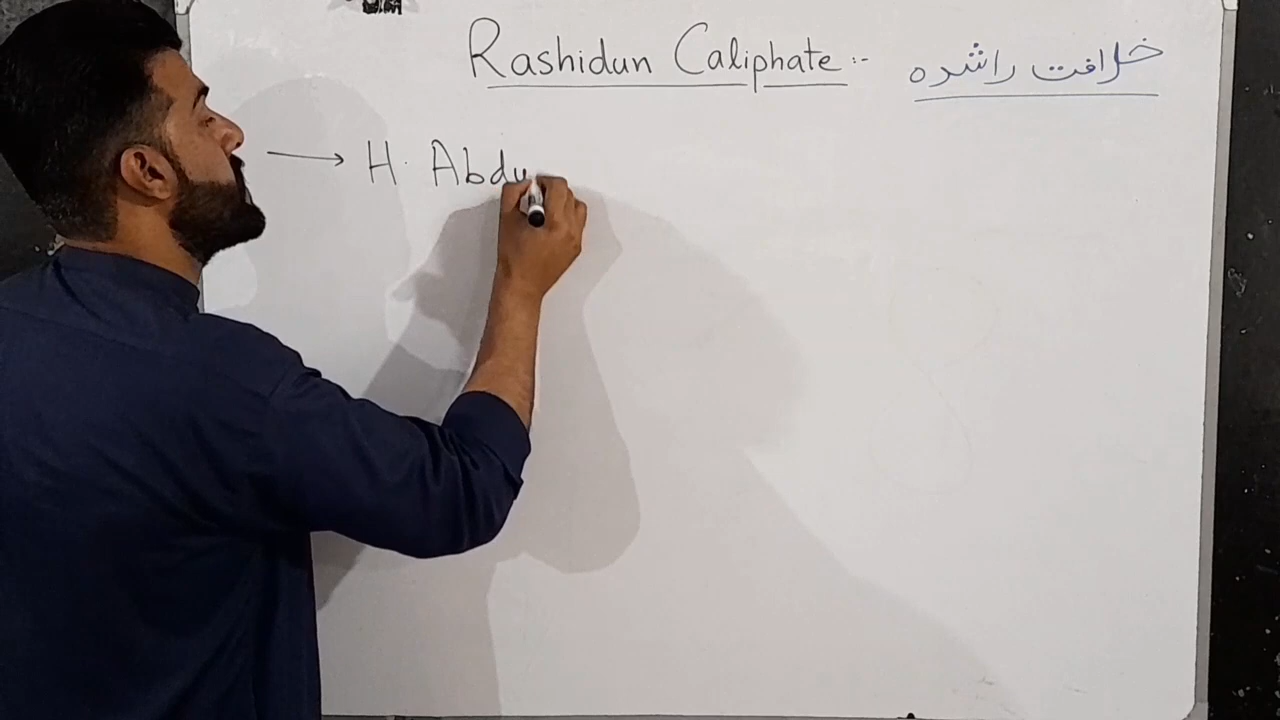 Rashidun Caliphate :- خلافت راشدہ
→ H. Abdu